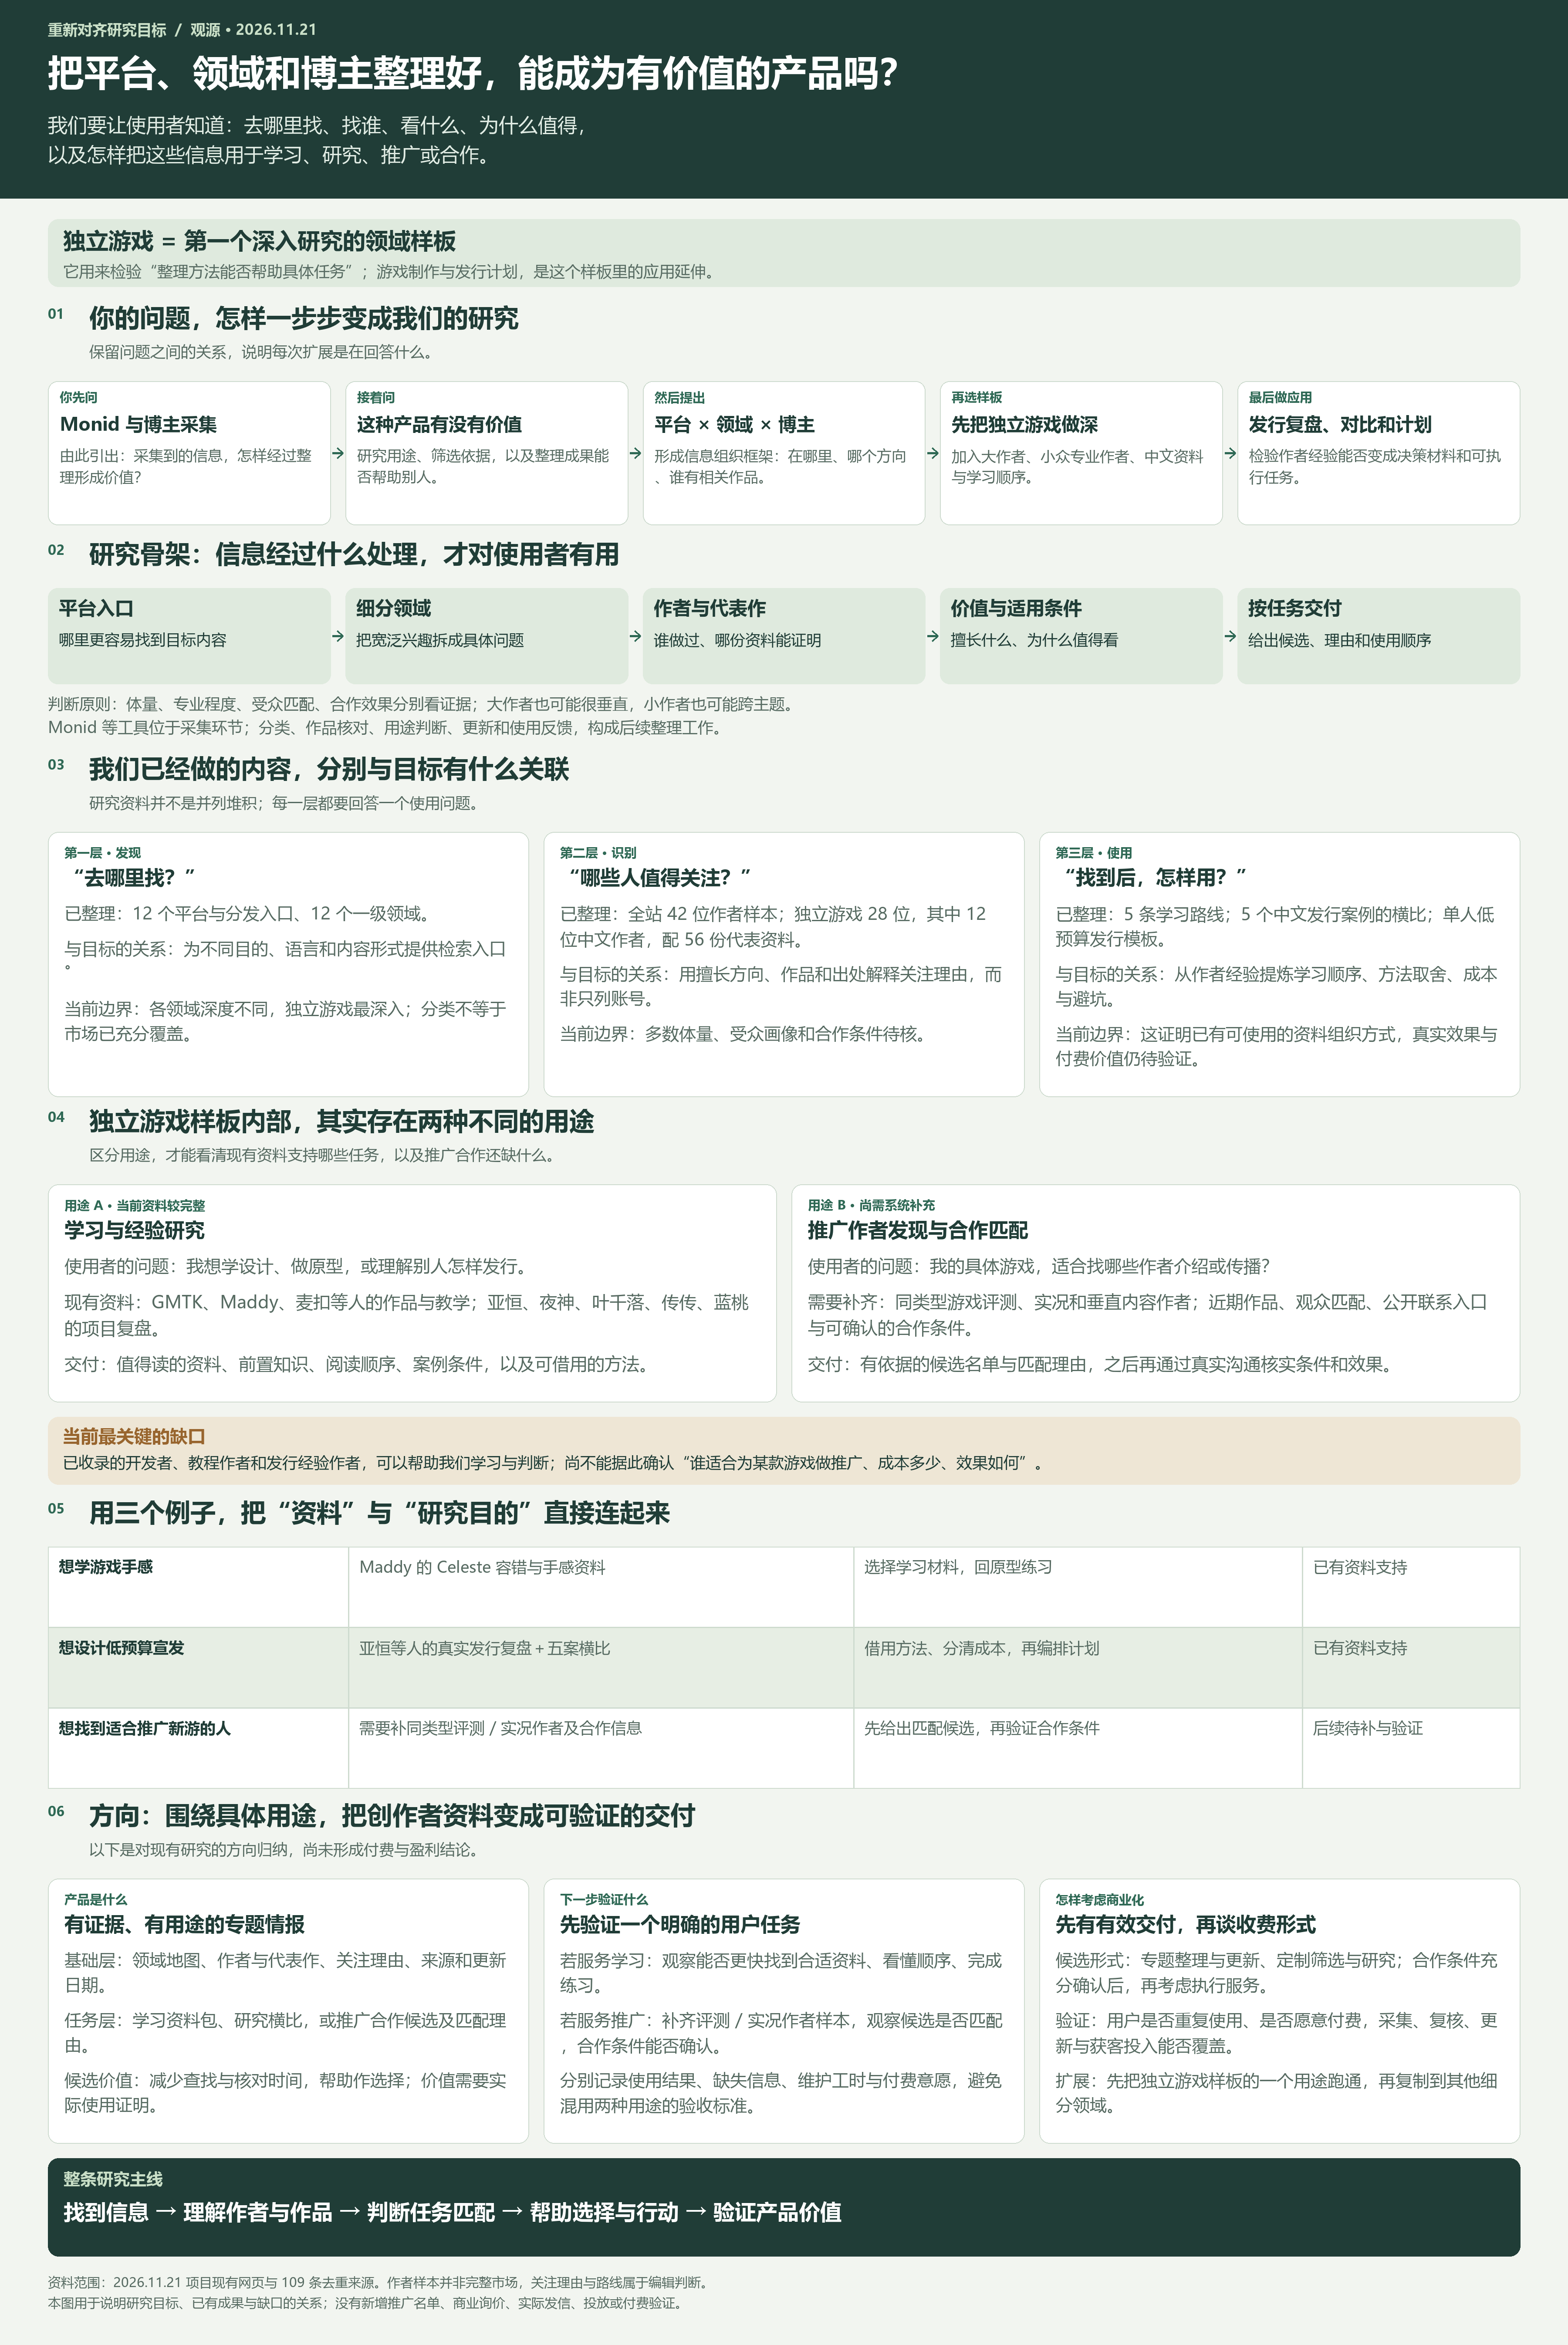 重新对齐研究目标 / 观源 • 2026.11.21
把平台、领域和博主整理好，能成为有价值的产品吗？
我们要让使用者知道：去哪里找、找谁、看什么、为什么值得，
以及怎样把这些信息用于学习、研究、推广或合作。
独立游戏 = 第一个深入研究的领域样板
它用来检验“整理方法能否帮助具体任务”；游戏制作与发行计划，是这个样板里的应用延伸。
01 你的问题，怎样一步步变成我们的研究
保留问题之间的关系，说明每次扩展是在回答什么。
你先问
Monid 与博主采集
由此引出：采集到的信息，怎样经过整
理形成价值？
→
接着问
这种产品有没有价值
研究用途、筛选依据，以及整理成果能
否帮助别人。
→
然后提出
平台 × 领域 × 博主
形成信息组织框架：在哪里、哪个方向
、谁有相关作品。
→
再选样板
先把独立游戏做深
加入大作者、小众专业作者、中文资料
与学习顺序。
→
最后做应用
发行复盘、对比和计划
检验作者经验能否变成决策材料和可执
行任务。
02 研究骨架：信息经过什么处理，才对使用者有用
平台入口
哪里更容易找到目标内容
→
细分领域
把宽泛兴趣拆成具体问题
→
作者与代表作
谁做过、哪份资料能证明
→
价值与适用条件
擅长什么、为什么值得看
→
按任务交付
给出候选、理由和使用顺序
判断原则：体量、专业程度、受众匹配、合作效果分别看证据；大作者也可能很垂直，小作者也可能跨主题。
Monid 等工具位于采集环节；分类、作品核对、用途判断、更新和使用反馈，构成后续整理工作。
03 我们已经做的内容，分别与目标有什么关联
研究资料并不是并列堆积；每一层都要回答一个使用问题。
第一层 • 发现
“去哪里找？”
已整理：12 个平台与分发入口、12 个一级领域。
与目标的关系：为不同目的、语言和内容形式提供检索入口
。
当前边界：各领域深度不同，独立游戏最深入；分类不等于
市场已充分覆盖。
第二层 • 识别
“哪些人值得关注？”
已整理：全站 42 位作者样本；独立游戏 28 位，其中 12
位中文作者，配 56 份代表资料。
与目标的关系：用擅长方向、作品和出处解释关注理由，而
非只列账号。
当前边界：多数体量、受众画像和合作条件待核。
第三层 • 使用
“找到后，怎样用？”
已整理：5 条学习路线；5 个中文发行案例的横比；单人低
预算发行模板。
与目标的关系：从作者经验提炼学习顺序、方法取舍、成本
与避坑。
当前边界：这证明已有可使用的资料组织方式，真实效果与
付费价值仍待验证。
04 独立游戏样板内部，其实存在两种不同的用途
区分用途，才能看清现有资料支持哪些任务，以及推广合作还缺什么。
用途 A • 当前资料较完整
学习与经验研究
使用者的问题：我想学设计、做原型，或理解别人怎样发行。
现有资料：GMTK、Maddy、麦扣等人的作品与教学；亚恒、夜神、叶千落、传传、蓝桃
的项目复盘。
交付：值得读的资料、前置知识、阅读顺序、案例条件，以及可借用的方法。
用途 B • 尚需系统补充
推广作者发现与合作匹配
使用者的问题：我的具体游戏，适合找哪些作者介绍或传播？
需要补齐：同类型游戏评测、实况和垂直内容作者；近期作品、观众匹配、公开联系入口
与可确认的合作条件。
交付：有依据的候选名单与匹配理由，之后再通过真实沟通核实条件和效果。
当前最关键的缺口
已收录的开发者、教程作者和发行经验作者，可以帮助我们学习与判断；尚不能据此确认“谁适合为某款游戏做推广、成本多少、效果如何”。
05 用三个例子，把“资料”与“研究目的”直接连起来
想学游戏手感 Maddy 的 Celeste 容错与手感资料 选择学习材料，回原型练习 已有资料支持
想设计低预算宣发 亚恒等人的真实发行复盘 + 五案横比 借用方法、分清成本，再编排计划 已有资料支持
想找到适合推广新游的人 需要补同类型评测 / 实况作者及合作信息 先给出匹配候选，再验证合作条件 后续待补与验证
06 方向：围绕具体用途，把创作者资料变成可验证的交付
以下是对现有研究的方向归纳，尚未形成付费与盈利结论。
产品是什么
有证据、有用途的专题情报
基础层：领域地图、作者与代表作、关注理由、来源和更新
日期。
任务层：学习资料包、研究横比，或推广合作候选及匹配理
由。
候选价值：减少查找与核对时间，帮助作选择；价值需要实
际使用证明。
下一步验证什么
先验证一个明确的用户任务
若服务学习：观察能否更快找到合适资料、看懂顺序、完成
练习。
若服务推广：补齐评测 / 实况作者样本，观察候选是否匹配
，合作条件能否确认。
分别记录使用结果、缺失信息、维护工时与付费意愿，避免
混用两种用途的验收标准。
怎样考虑商业化
先有有效交付，再谈收费形式
候选形式：专题整理与更新、定制筛选与研究；合作条件充
分确认后，再考虑执行服务。
验证：用户是否重复使用、是否愿意付费，采集、复核、更
新与获客投入能否覆盖。
扩展：先把独立游戏样板的一个用途跑通，再复制到其他细
分领域。
整条研究主线
找到信息 → 理解作者与作品 → 判断任务匹配 → 帮助选择与行动 → 验证产品价值
资料范围：2026.11.21 项目现有网页与 109 条去重来源。作者样本并非完整市场，关注理由与路线属于编辑判断。
本图用于说明研究目标、已有成果与缺口的关系；没有新增推广名单、商业询价、实际发信、投放或付费验证。